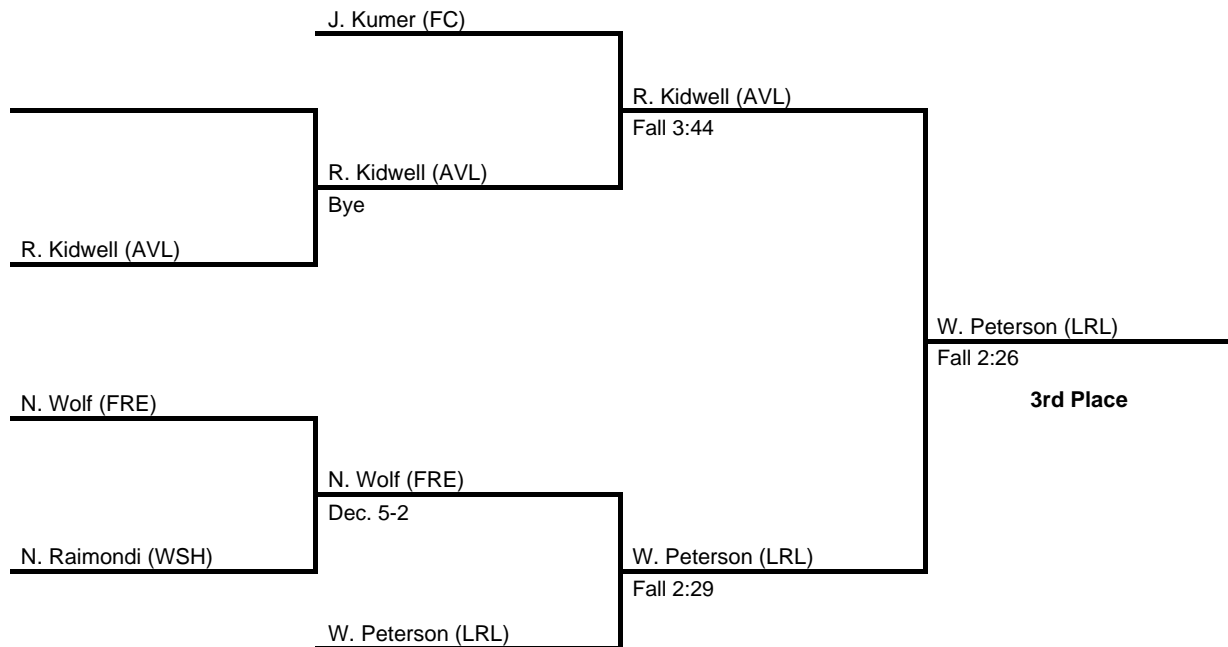 J. Kumer (FC)
R. Kidwell (AVL)
Fall 3:44
R. Kidwell (AVL)
Bye
R. Kidwell (AVL)
W. Peterson (LRL)
Fall 2:26
3rd Place
N. Wolf (FRE)
N. Wolf (FRE)
Dec. 5-2
N. Raimondi (WSH)
W. Peterson (LRL)
Fall 2:29
W. Peterson (LRL)